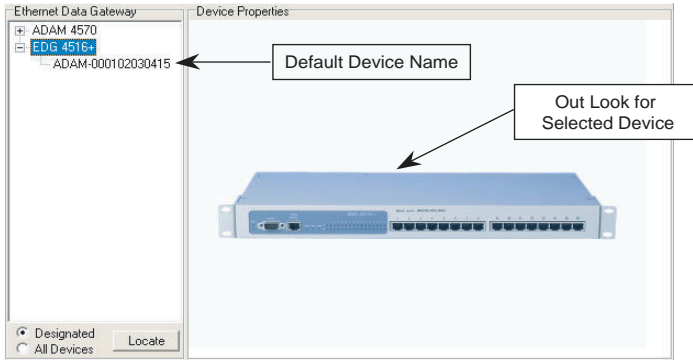 Ethernet Data Gateway
Device Properties
ADAM 4570
EDG 4516+
ADAM-000102030415
Default Device Name
Out Look for
Selected Device
Designated
All Devices
Locate